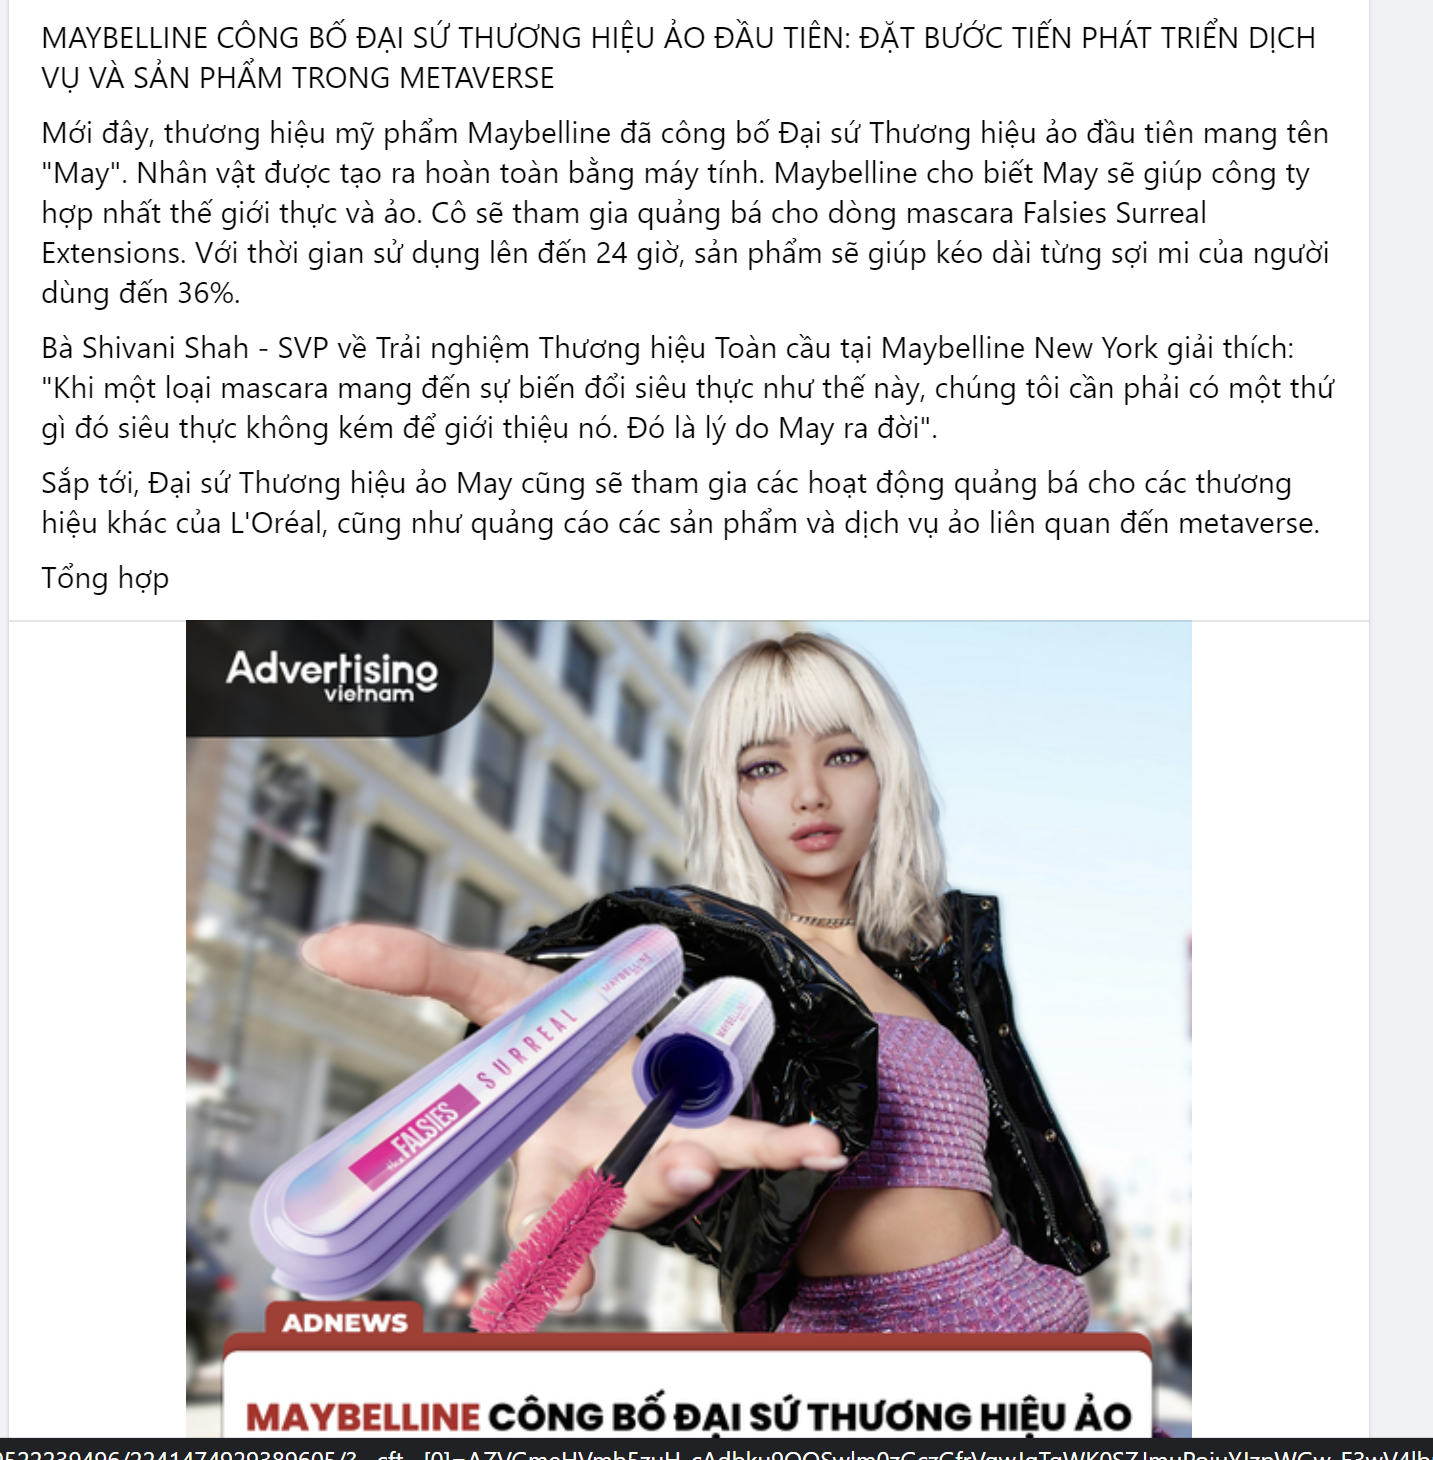 MAYBELLINE CÔNG BỐ ĐẠI SỨ THƯƠNG HIỆU ẢO ĐẦU TIÊN: ĐẶT BƯỚC TIẾN PHÁT TRIỂN DỊCH
VỤ VÀ SẢN PHẨM TRONG METAVERSE
Mới đây, thương hiệu mỹ phẩm Maybelline đã công bố Đại sứ Thương hiệu ảo đầu tiên mang tên
"May". Nhân vật được tạo ra hoàn toàn bằng máy tính. Maybelline cho biết May sẽ giúp công ty
hợp nhất thế giới thực và ảo. Cô sẽ tham gia quảng bá cho dòng mascara Falsies Surreal
Extensions. Với thời gian sử dụng lên đến 24 giờ, sản phẩm sẽ giúp kéo dài từng sợi mi của người
dùng đến 36%.
Bà Shivani Shah - SVP về Trải nghiệm Thương hiệu Toàn cầu tại Maybelline New York giải thích:
"Khi một loại mascara mang đến sự biến đổi siêu thực như thế này, chúng tôi cần phải có một thứ
gì đó siêu thực không kém để giới thiệu nó. Đó là lý do May ra đời".
Sắp tới, Đại sứ Thương hiệu ảo May cũng sẽ tham gia các hoạt động quảng bá cho các thương
hiệu khác của L'Oréal, cũng như quảng cáo các sản phẩm và dịch vụ ảo liên quan đến metaverse.
Tổng hợp
Advertising
vietnam
MAYBELLINE
MAYBELLINE
SURREAL
the FALSIES
ADNEWS
MAYBELLINE CÔNG BỐ ĐẠI SỨ THƯƠNG HIỆU ẢO